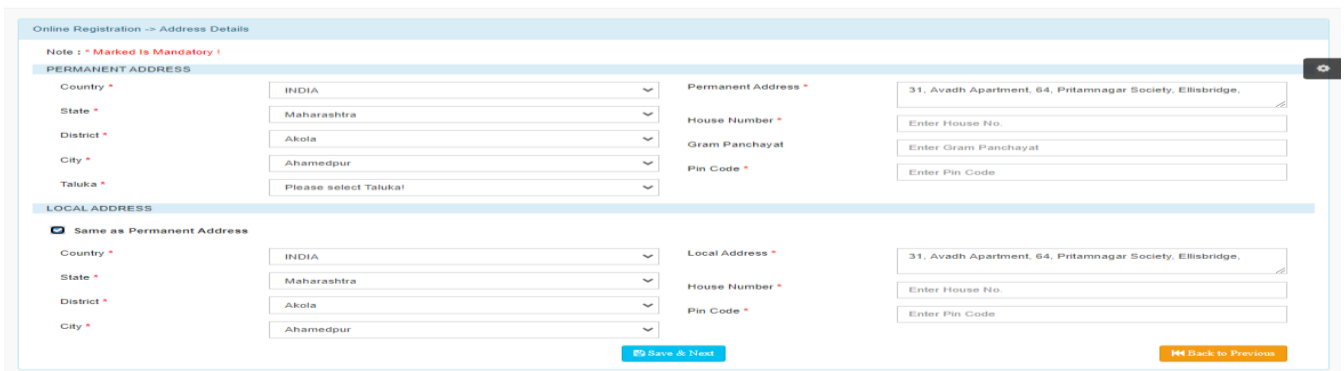 Online Registration -> Address Details
Note : * Marked Is Mandatory !
PERMANENT ADDRESS
Country * INDIA Permanent Address * 31, Avadh Apartment, 64, Pritamnagar Society, Ellisbridge,
State * Maharashtra House Number * Enter House No.
District * Akola Gram Panchayat Enter Gram Panchayat
City * Ahamedpur Pin Code * Enter Pin Code
Taluka * Please select Taluka!
LOCAL ADDRESS
Same as Permanent Address
Country * INDIA Local Address * 31, Avadh Apartment, 64, Pritamnagar Society, Ellisbridge,
State * Maharashtra House Number * Enter House No.
District * Akola Pin Code * Enter Pin Code
City * Ahamedpur
Save & Next Back to Previous